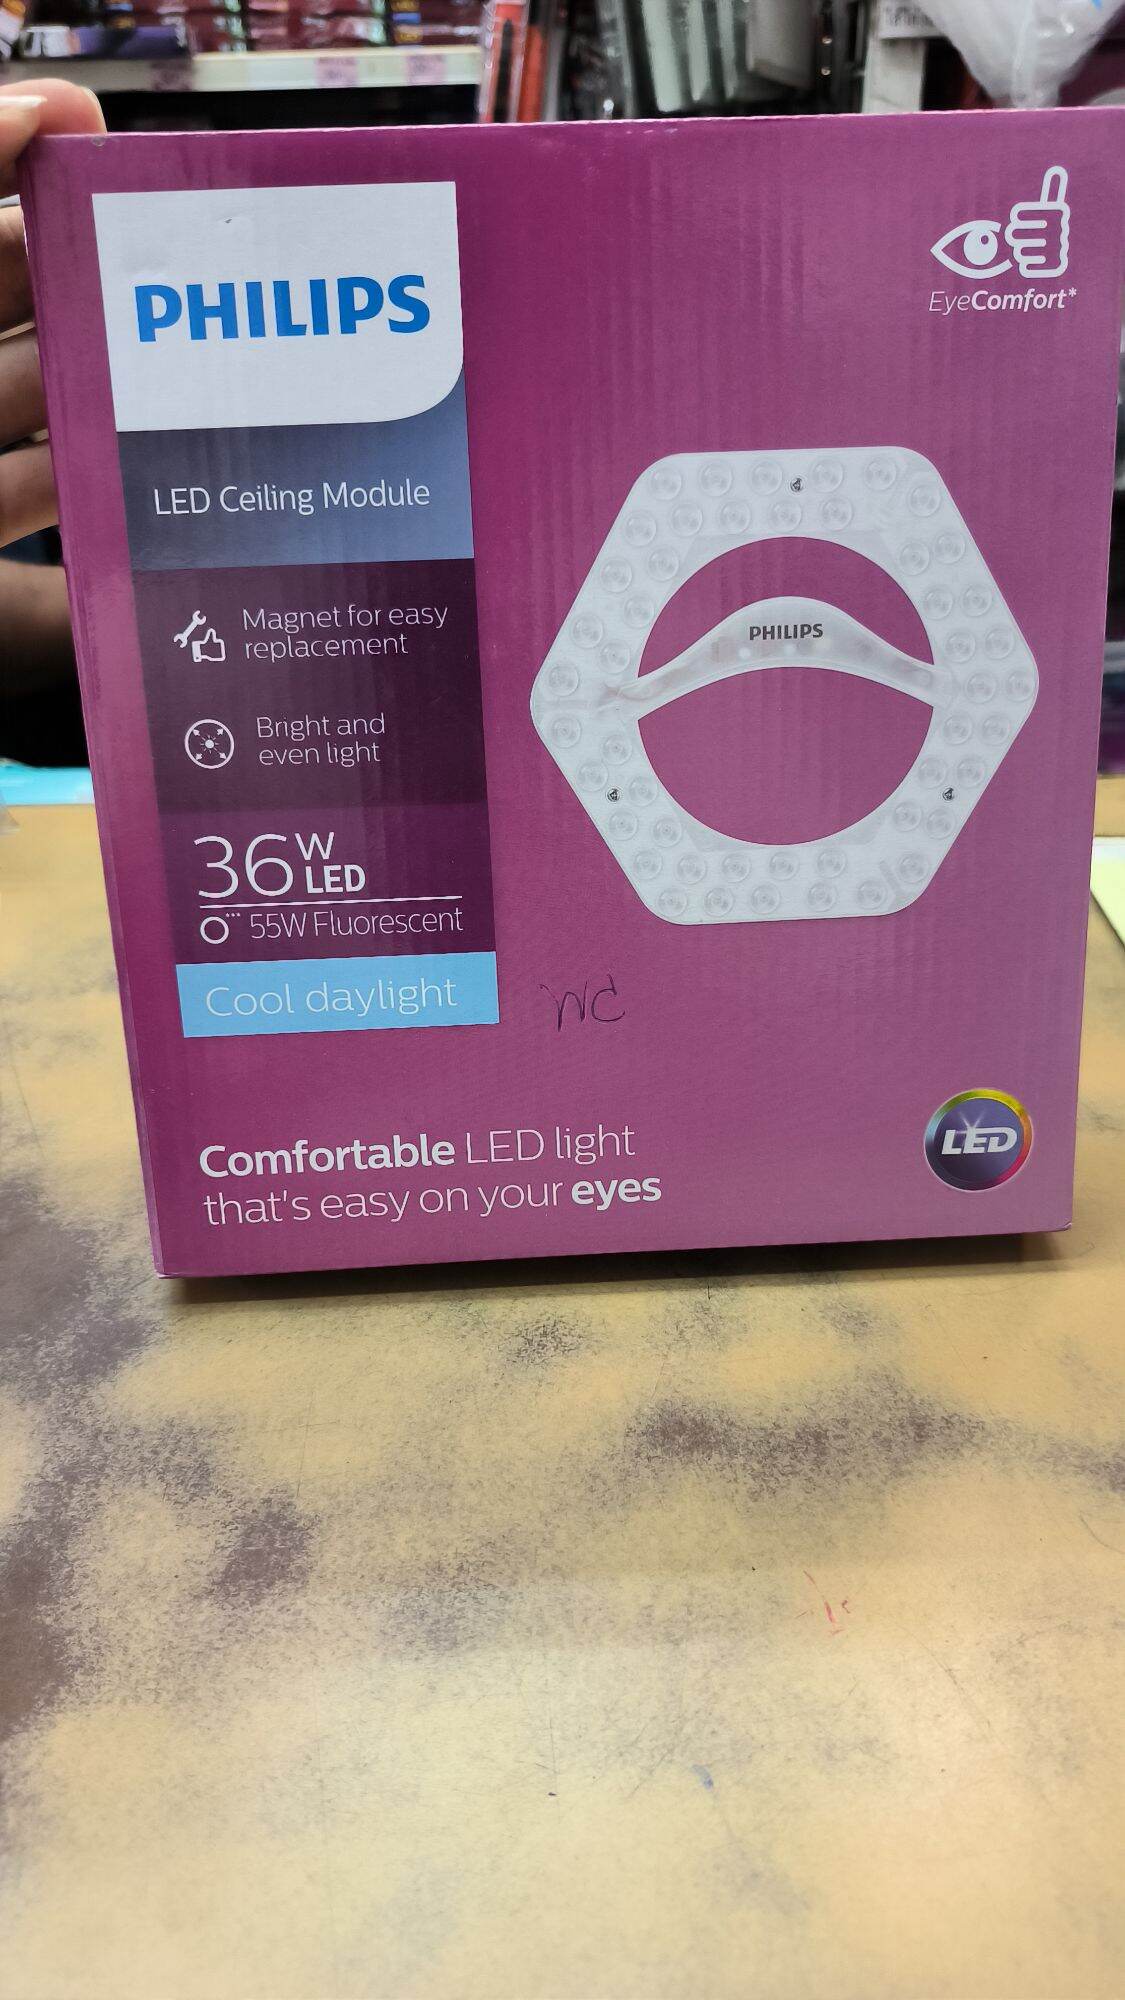 PHILIPS
EyeComfort*
LED Ceiling Module
Magnet for easy
replacement
Bright and
even light
36W
LED
55W Fluorescent
Cool daylight
PHILIPS
Comfortable LED light
that's easy on your eyes
LED